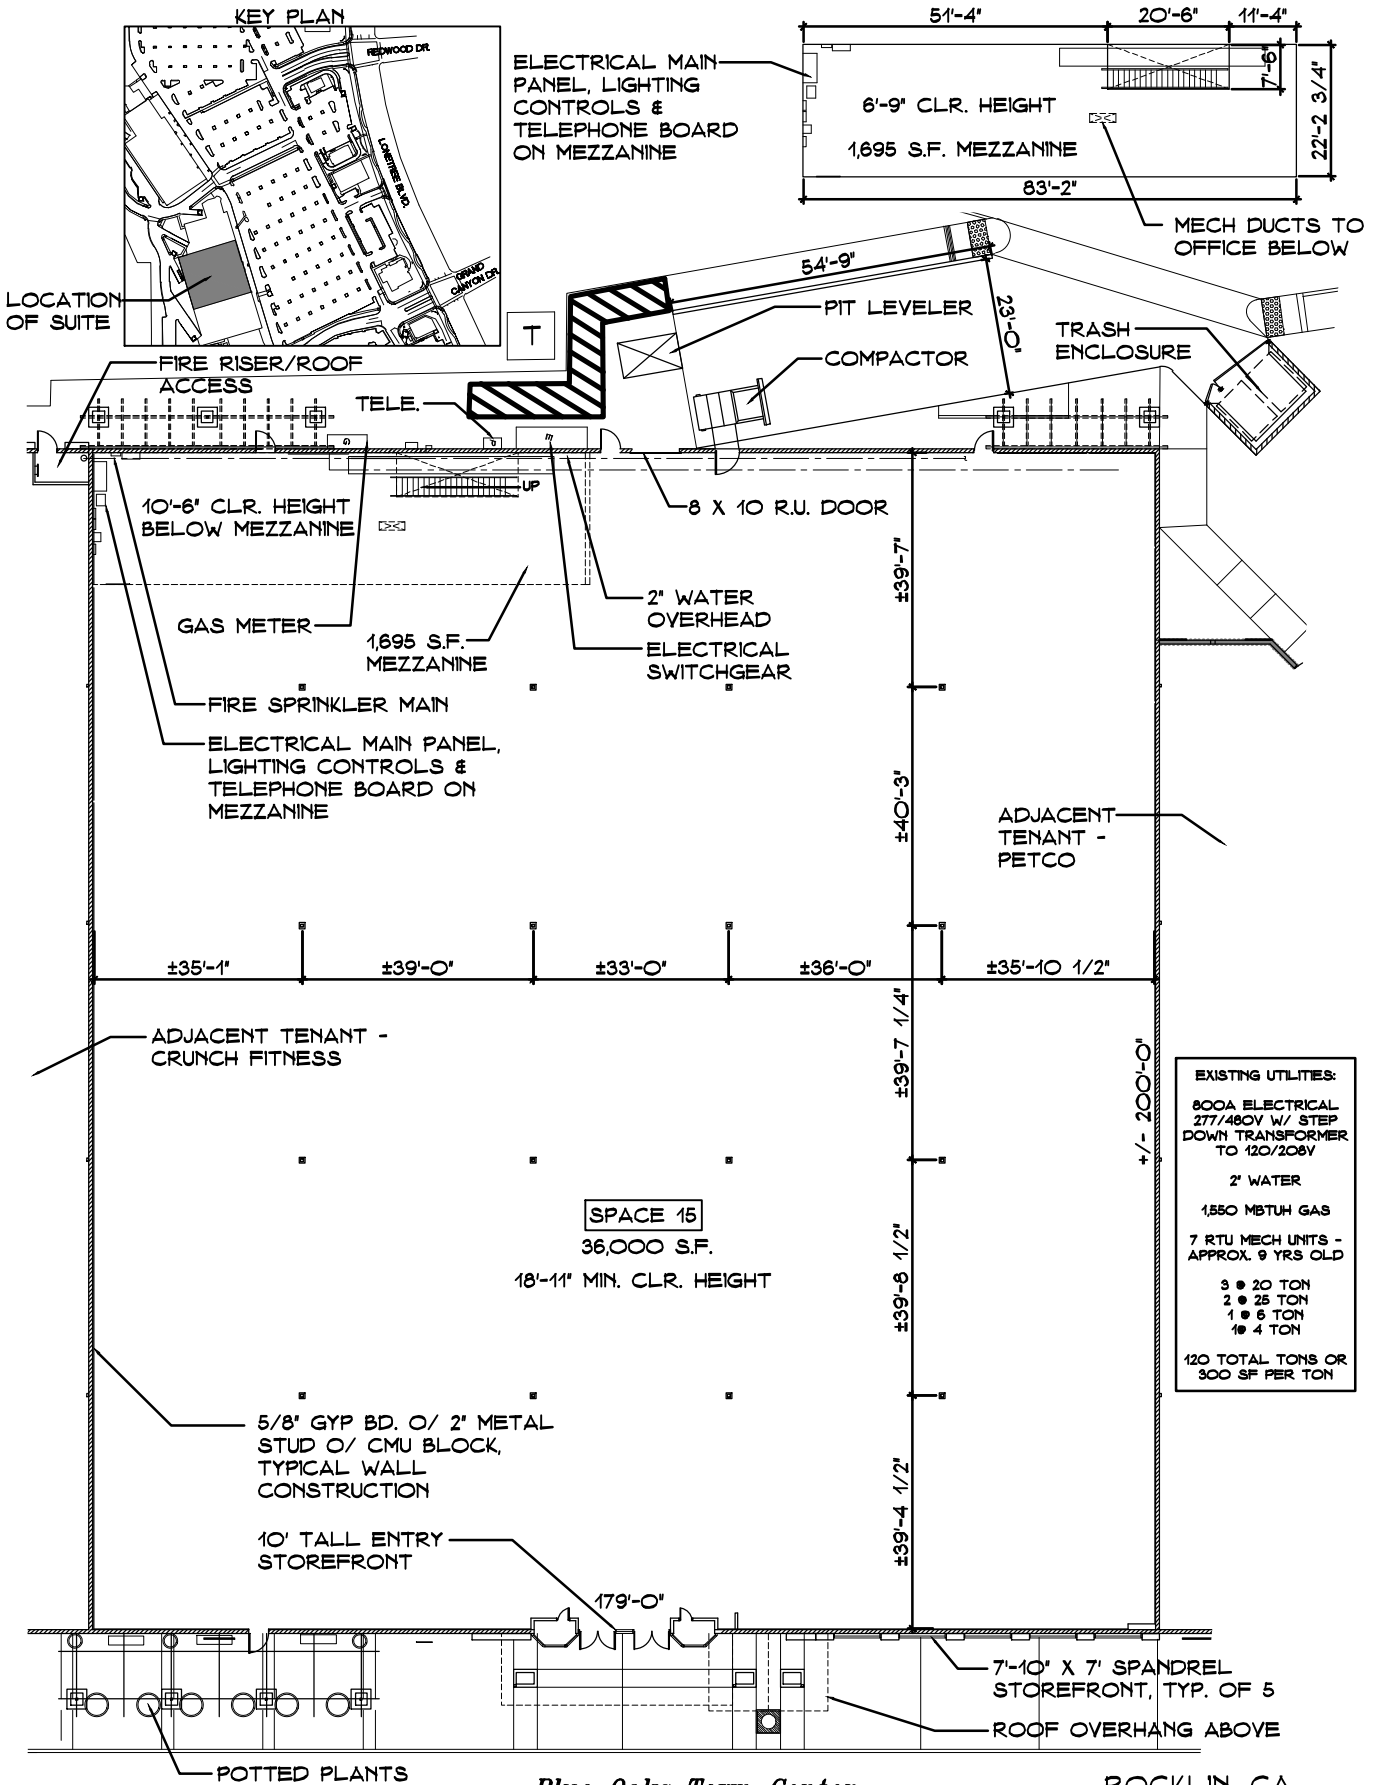 KEY PLAN
REDWOOD DR.
LONETREE BLVD.
GRAND
CANYON DR.
LOCATION
OF SUITE
ELECTRICAL MAIN
PANEL, LIGHTING
CONTROLS &
TELEPHONE BOARD
ON MEZZANINE
51'-4"
20'-6"
11'-4"
7'-6"
6'-9" CLR. HEIGHT
1,695 S.F. MEZZANINE
22'-2 3/4"
83'-2"
MECH DUCTS TO
OFFICE BELOW
54'-9"
23'-0"
PIT LEVELER
COMPACTOR
TRASH
ENCLOSURE
T
FIRE RISER/ROOF
ACCESS
TELE.
G
E
UP
10'-6" CLR. HEIGHT
BELOW MEZZANINE
8 X 10 R.U. DOOR
±39'-7"
GAS METER
1,695 S.F.
MEZZANINE
2" WATER
OVERHEAD
ELECTRICAL
SWITCHGEAR
FIRE SPRINKLER MAIN
ELECTRICAL MAIN PANEL,
LIGHTING CONTROLS &
TELEPHONE BOARD ON
MEZZANINE
±40'-3"
ADJACENT
TENANT -
PETCO
±35'-1"
±39'-0"
±33'-0"
±36'-0"
±35'-10 1/2"
ADJACENT TENANT -
CRUNCH FITNESS
±39'-7 1/4"
+/- 200'-0"
EXISTING UTILITIES:
800A ELECTRICAL
277/480V W/ STEP
DOWN TRANSFORMER
TO 120/208V
2" WATER
1,550 MBTUH GAS
7 RTU MECH UNITS -
APPROX. 9 YRS OLD
3 @ 20 TON
2 @ 25 TON
1 @ 6 TON
1@ 4 TON
120 TOTAL TONS OR
300 SF PER TON
SPACE 15
36,000 S.F.
18'-11" MIN. CLR. HEIGHT
±39'-8 1/2"
5/8" GYP BD. O/ 2" METAL
STUD O/ CMU BLOCK,
TYPICAL WALL
CONSTRUCTION
±39'-4 1/2"
10' TALL ENTRY
STOREFRONT
179'-0"
7'-10" X 7' SPANDREL
STOREFRONT, TYP. OF 5
ROOF OVERHANG ABOVE
POTTED PLANTS
Blue Oaks Town Center
ROCKLIN, CA